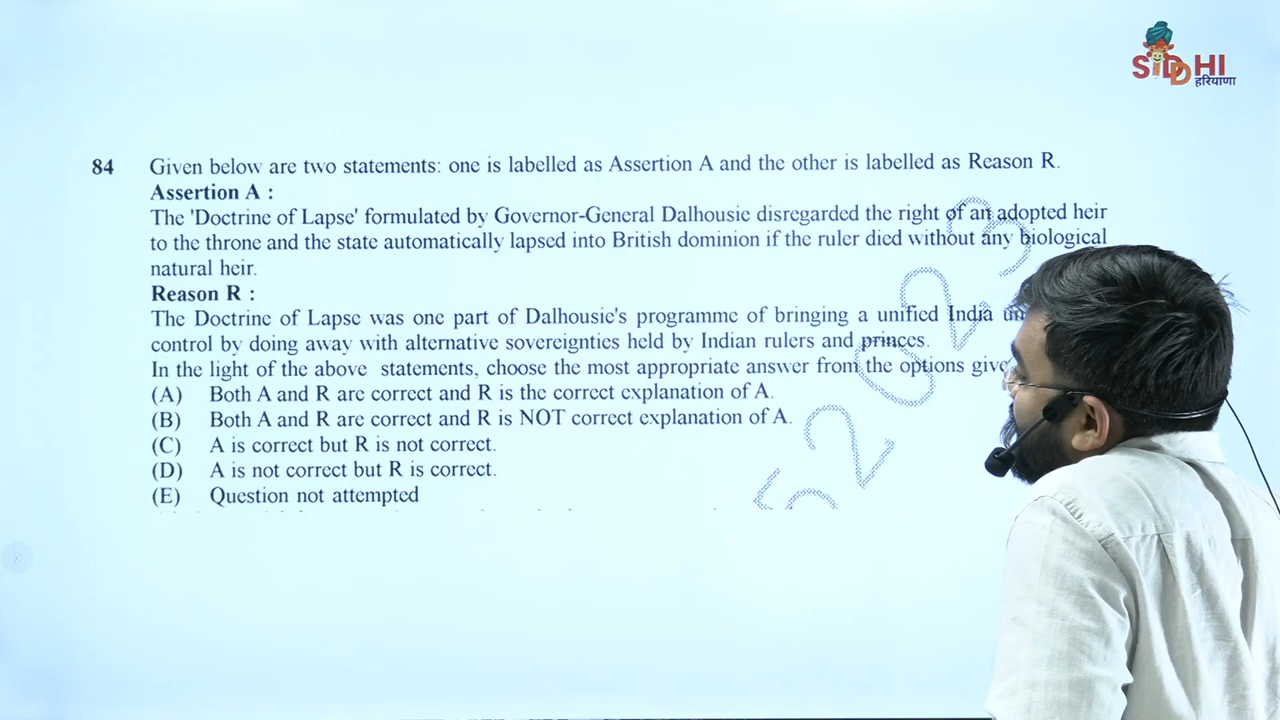 SIDDHI
हरियाणा
84 Given below are two statements: one is labelled as Assertion A and the other is labelled as Reason R.
Assertion A :
The 'Doctrine of Lapse' formulated by Governor-General Dalhousie disregarded the right of an adopted heir
to the throne and the state automatically lapsed into British dominion if the ruler died without any biological
natural heir.
Reason R :
The Doctrine of Lapse was one part of Dalhousie's programme of bringing a unified India
control by doing away with alternative sovereignties held by Indian rulers and princes.
In the light of the above statements, choose the most appropriate answer from the options
(A) Both A and R are correct and R is the correct explanation of A.
(B) Both A and R are correct and R is NOT correct explanation of A.
(C) A is correct but R is not correct.
(D) A is not correct but R is correct.
(E) Question not attempted